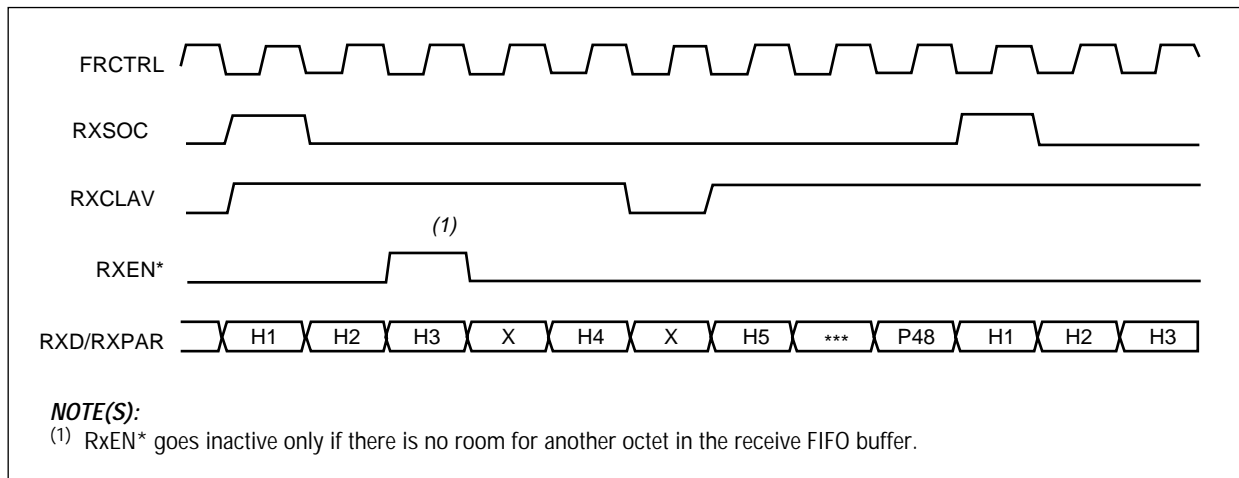 FRCTRL
RXSOC
RXCLAV
(1)
RXEN*
RXD/RXPAR H1 H2 H3 X H4 X H5 *** P48 H1 H2 H3
NOTE(S):
(1) RxEN* goes inactive only if there is no room for another octet in the receive FIFO buffer.